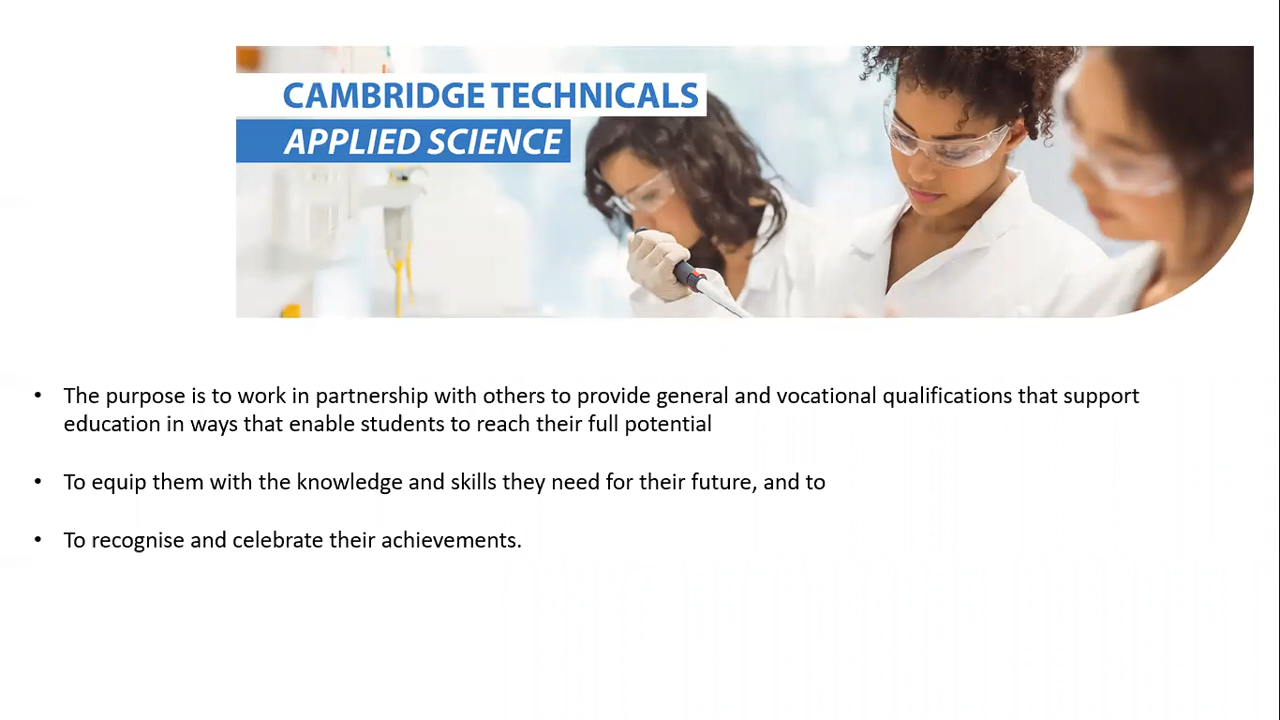 CAMBRIDGE TECHNICALS
APPLIED SCIENCE
• The purpose is to work in partnership with others to provide general and vocational qualifications that support
education in ways that enable students to reach their full potential
• To equip them with the knowledge and skills they need for their future, and to
• To recognise and celebrate their achievements.